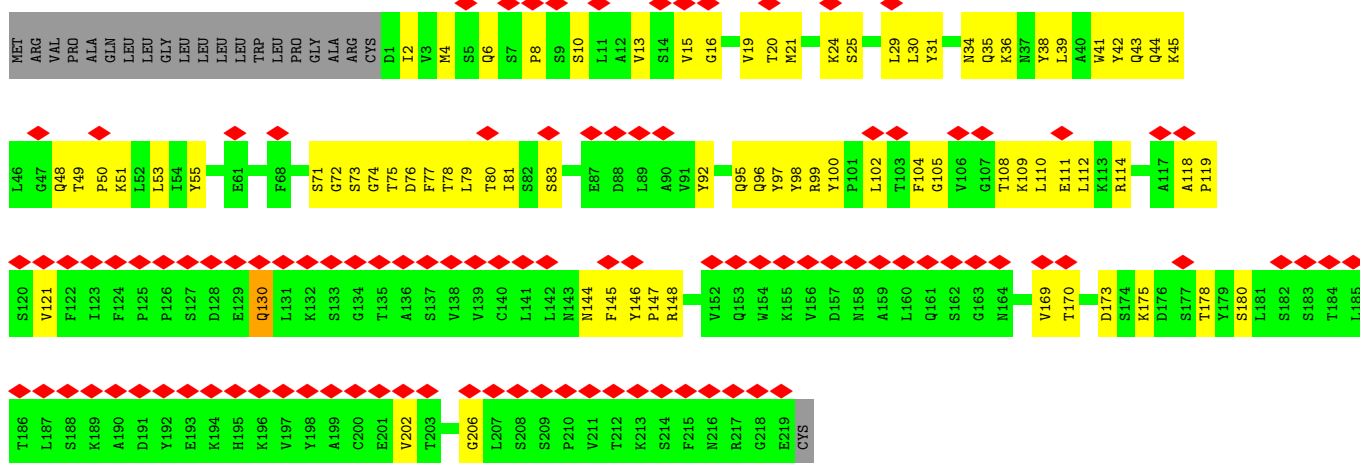 MET ARG VAL PRO ALA GLN LEU LEU GLY LEU LEU LEU LEU TRP LEU PRO GLY ALA ARG CYS D1 I2 V3 M4 S5 Q6 S7 P8 S9 S10 L11 A12 V13 S14 V15 G16 V19 T20 M21 K24 S25 L29 L30 Y31 N34 Q35 K36 N37 Y38 L39 A40 W41 Y42 Q43 Q44 K45
L46 G47 Q48 T49 P50 K51 L52 L53 I54 Y55 E61 F68 S71 G72 S73 G74 T75 D76 F77 T78 L79 T80 I81 S82 S83 E87 D88 L89 A90 V91 Y92 Q95 Q96 Y97 Y98 R99 Y100 P101 L102 T103 F104 G105 V106 G107 T108 K109 L110 E111 L112 K113 R114 A117 A118 P119
S120 V121 F122 I123 F124 P125 P126 S127 D128 E129 Q130 L131 K132 S133 G134 T135 A136 S137 V138 V139 C140 L141 L142 N143 N144 F145 Y146 P147 R148 V152 Q153 W154 K155 V156 D157 N158 A159 L160 Q161 S162 G163 N164 V169 T170 D173 S174 K175 D176 S177 T178 Y179 S180 L181 S182 S183 T184 L185
T186 L187 S188 K189 A190 D191 Y192 E193 K194 H195 K196 V197 Y198 A199 C200 E201 V202 T203 G206 L207 S208 S209 P210 V211 T212 K213 S214 F215 N216 R217 G218 E219 CYS